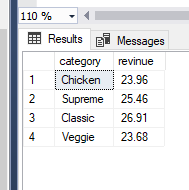 110 %
Results Messages
category revinue
1 Chicken 23.96
2 Supreme 25.46
3 Classic 26.91
4 Veggie 23.68